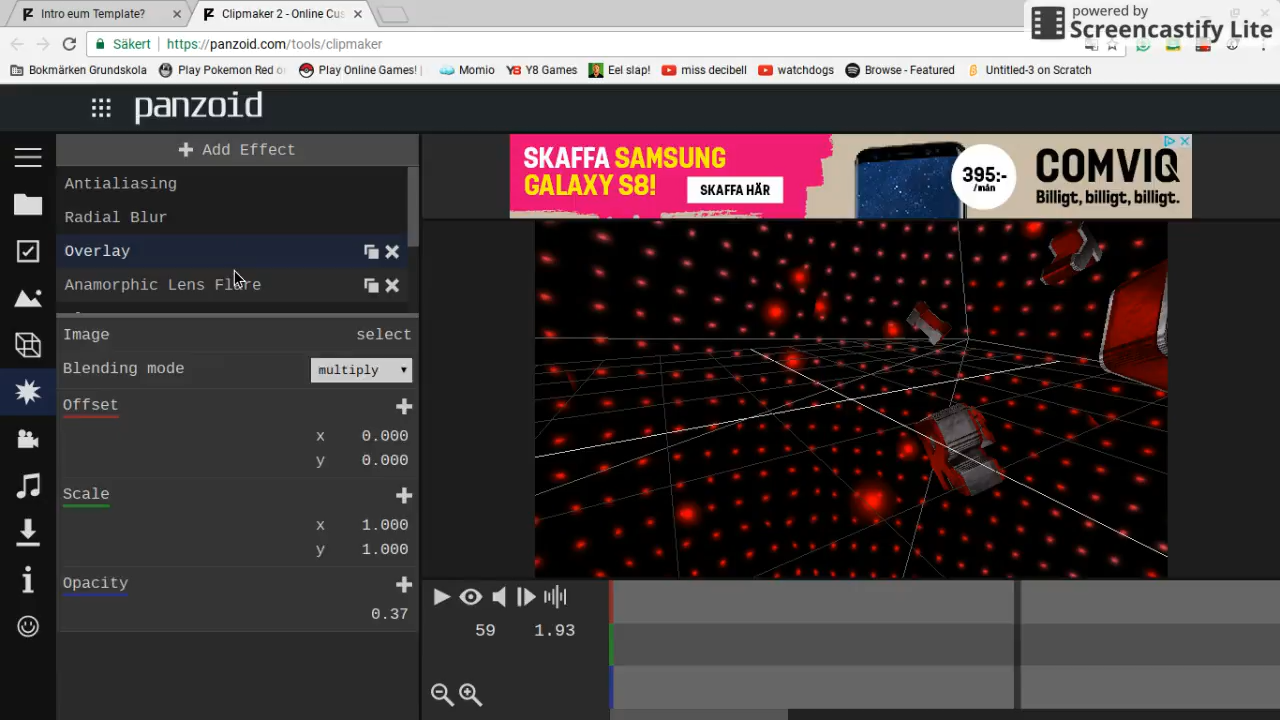 Intro eum Template?
Clipmaker 2 - Online Cus
powered by
Screencastify Lite
Säkert
https://panzoid.com/tools/clipmaker
Bokmärken Grundskola
Play Pokemon Red o
Play Online Games!
Momio
Y8 Y8 Games
Eel slap!
miss decibell
watchdogs
Browse - Featured
Untitled-3 on Scratch
panzoid
Add Effect
Antialiasing
Radial Blur
Overlay
Anamorphic Lens Flare
SKAFFA SAMSUNG
GALAXY S8!
SKAFFA HÄR
395:-
/mån
COMVIQ
Billigt, billigt, billigt.
Image select
Blending mode multiply
Offset
x 0.000
y 0.000
Scale
x 1.000
y 1.000
Opacity
0.37
59 1.93